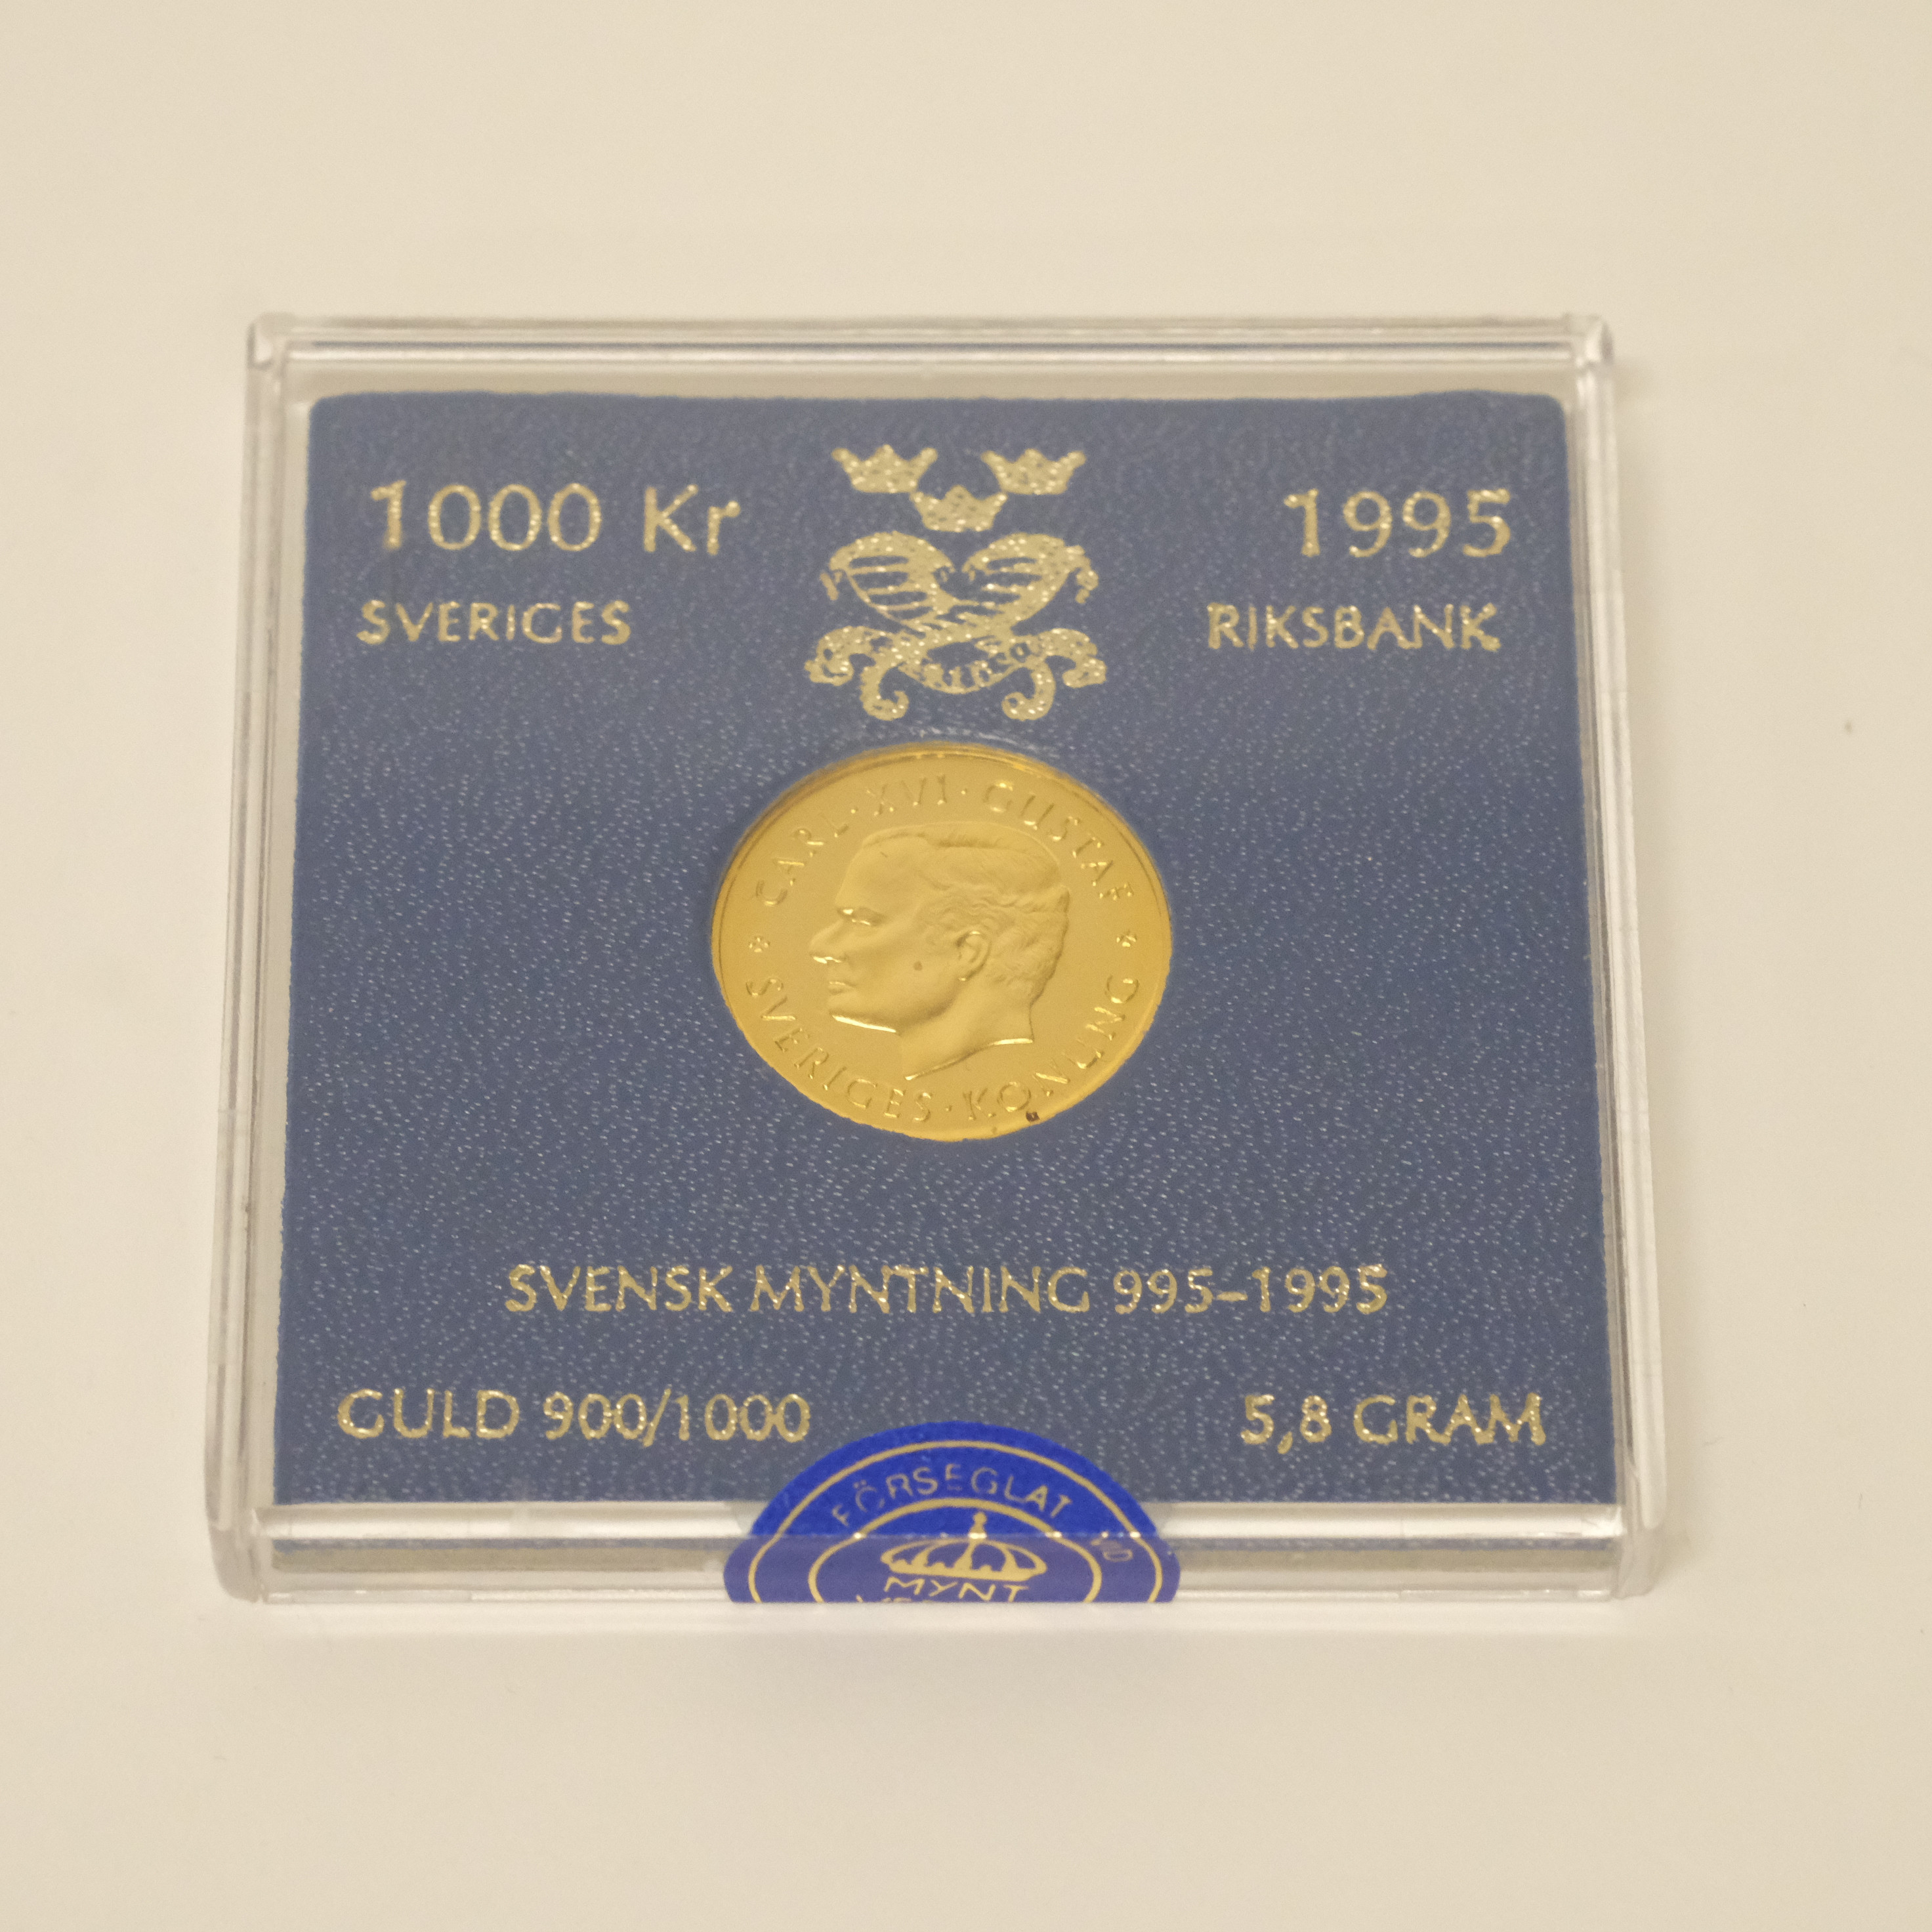 1000 Kr
1995
SVERIGES
RIKSBANK
CARL · XVI · GUSTAF
SVERIGES · KONUNG
SVENSK MYNTNING 995–1995
GULD 900/1000
5,8 GRAM
FÖRSEGLAT VID
MYNT